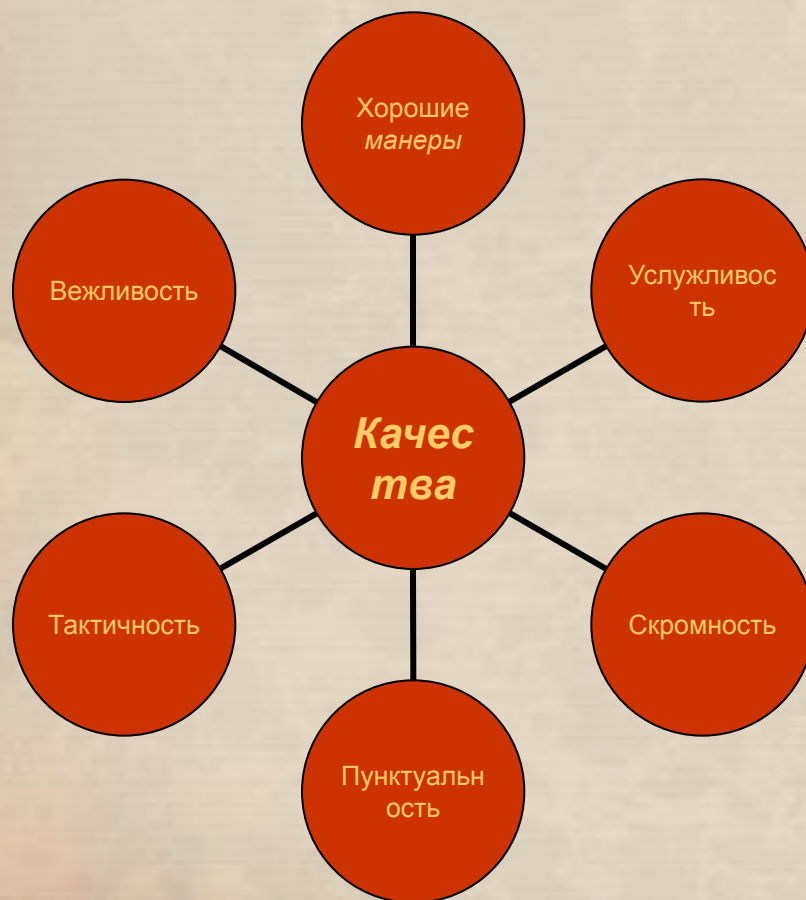 Хорошие
манеры
Вежливость
Услужливос
ть
Качес
тва
Тактичность
Скромность
Пунктуальн
ость